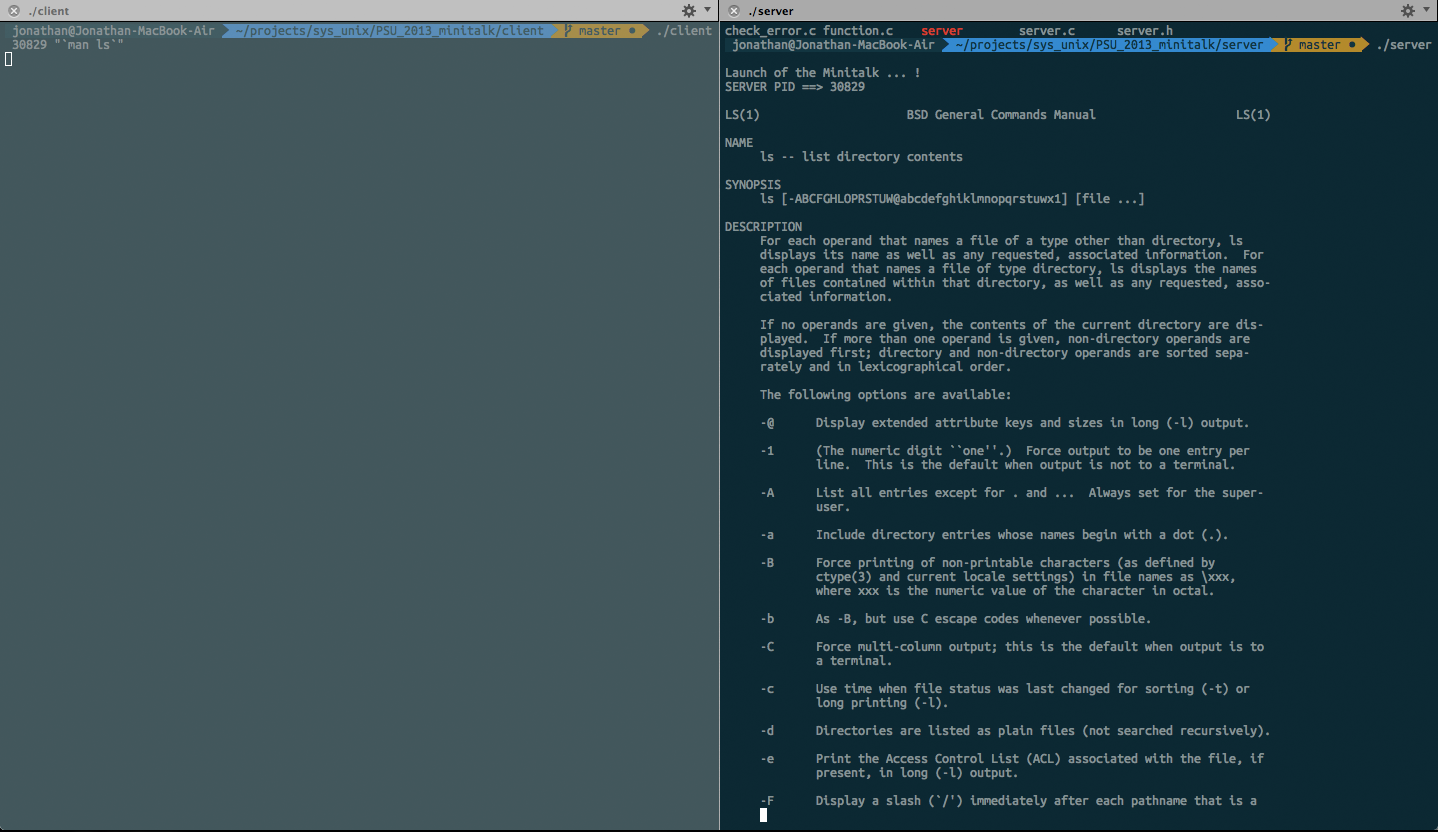 ./client
jonathan@Jonathan-MacBook-Air ~/projects/sys_unix/PSU_2013_minitalk/client master ● ./client
30829 "`man ls`"
./server
check_error.c function.c server server.c server.h
jonathan@Jonathan-MacBook-Air ~/projects/sys_unix/PSU_2013_minitalk/server master ● ./server
Launch of the Minitalk ... !
SERVER PID ==> 30829
LS(1) BSD General Commands Manual LS(1)
NAME
ls -- list directory contents
SYNOPSIS
ls [-ABCFGHLOPRSTUW@abcdefghiklmnopqrstuwx1] [file ...]
DESCRIPTION
For each operand that names a file of a type other than directory, ls
displays its name as well as any requested, associated information.  For
each operand that names a file of type directory, ls displays the names
of files contained within that directory, as well as any requested, asso-
ciated information.
If no operands are given, the contents of the current directory are dis-
played.  If more than one operand is given, non-directory operands are
displayed first; directory and non-directory operands are sorted sepa-
rately and in lexicographical order.
The following options are available:
-@ Display extended attribute keys and sizes in long (-l) output.
-1 (The numeric digit ``one''.)  Force output to be one entry per
line.  This is the default when output is not to a terminal.
-A List all entries except for . and ...  Always set for the super-
user.
-a Include directory entries whose names begin with a dot (.).
-B Force printing of non-printable characters (as defined by
ctype(3) and current locale settings) in file names as \xxx,
where xxx is the numeric value of the character in octal.
-b As -B, but use C escape codes whenever possible.
-C Force multi-column output; this is the default when output is to
a terminal.
-c Use time when file status was last changed for sorting (-t) or
long printing (-l).
-d Directories are listed as plain files (not searched recursively).
-e Print the Access Control List (ACL) associated with the file, if
present, in long (-l) output.
-F Display a slash (`/') immediately after each pathname that is a